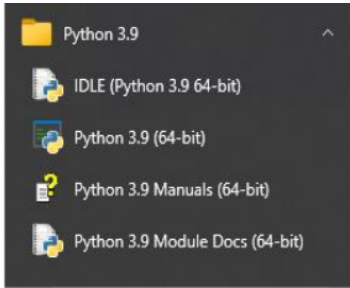 Python 3.9
IDLE (Python 3.9 64-bit)
Python 3.9 (64-bit)
Python 3.9 Manuals (64-bit)
Python 3.9 Module Docs (64-bit)